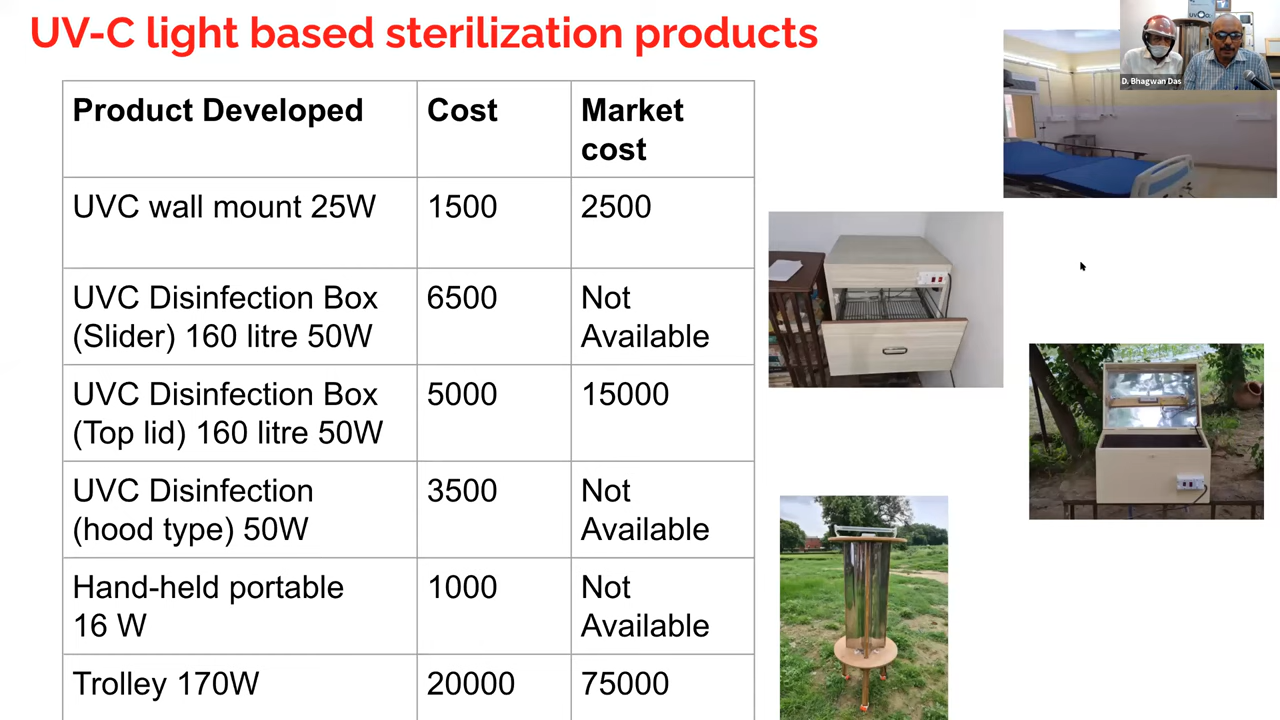 UV-C light based sterilization products
Product Developed Cost Market
cost
UVC wall mount 25W 1500 2500
UVC Disinfection Box 6500 Not
(Slider) 160 litre 50W Available
UVC Disinfection Box 5000 15000
(Top lid) 160 litre 50W
UVC Disinfection 3500 Not
(hood type) 50W Available
Hand-held portable 1000 Not
16 W Available
Trolley 170W 20000 75000
D. Bhagwan Das